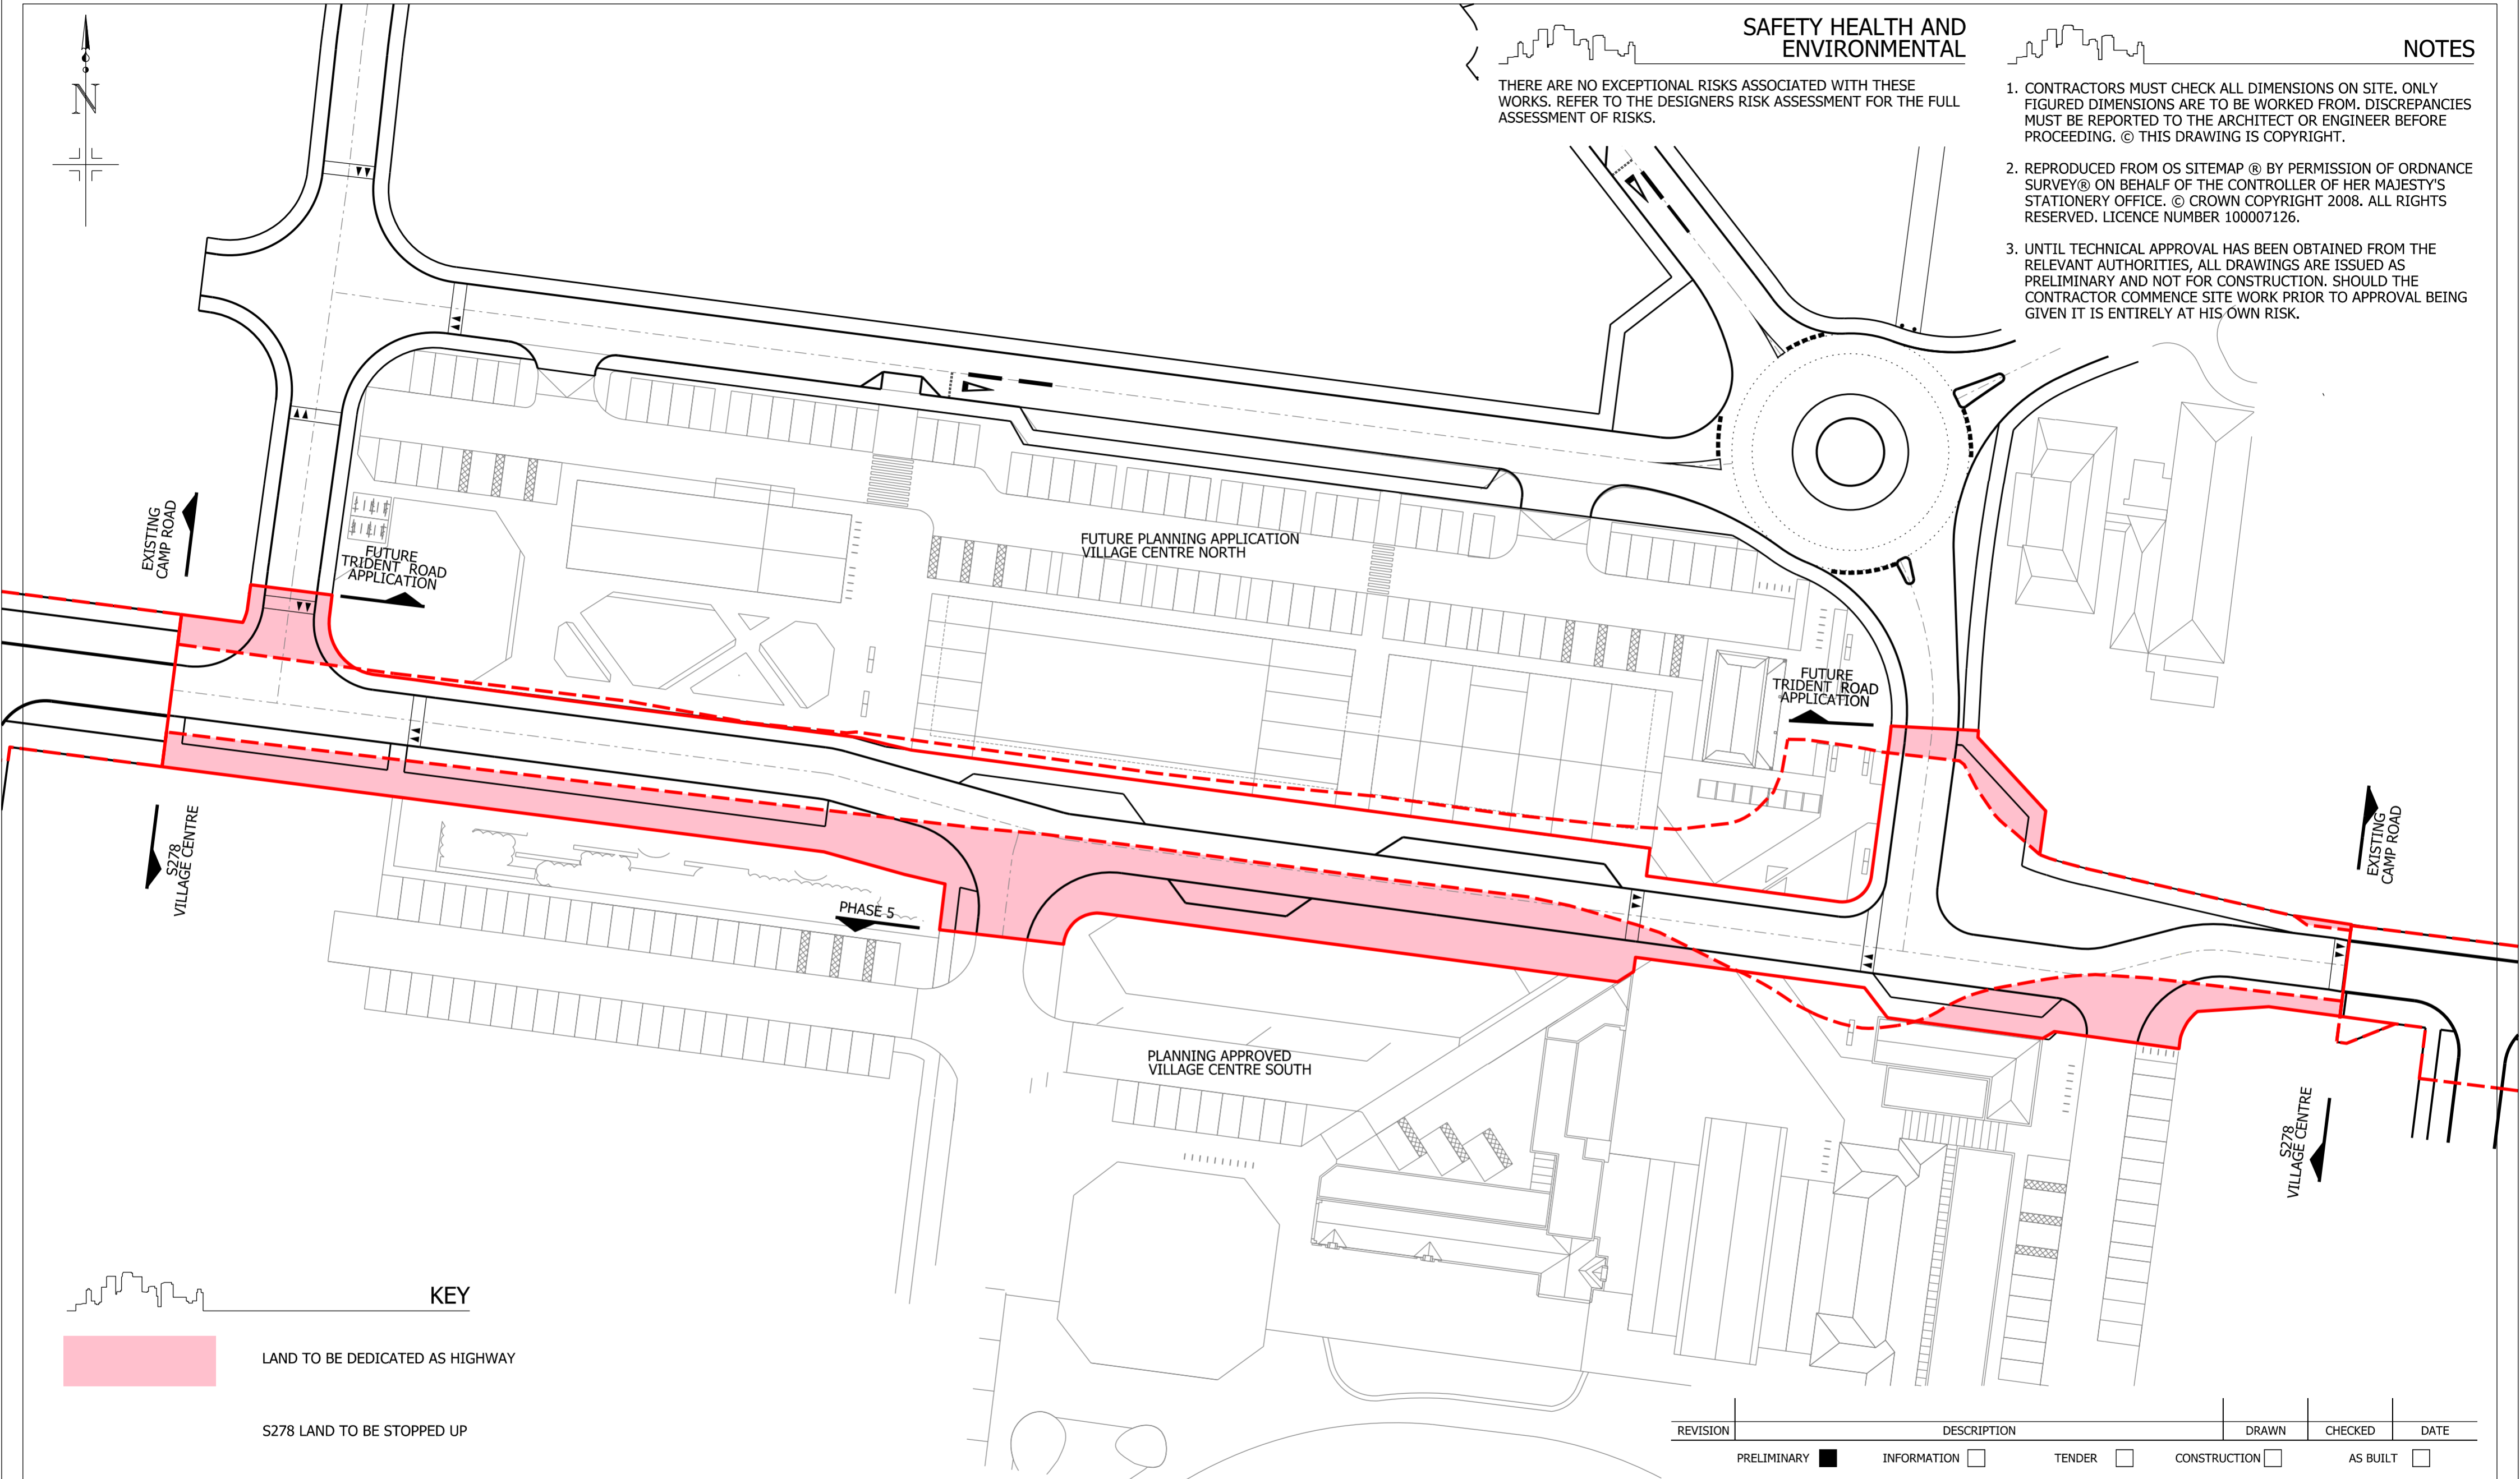 N
SAFETY HEALTH AND
ENVIRONMENTAL
THERE ARE NO EXCEPTIONAL RISKS ASSOCIATED WITH THESE
WORKS. REFER TO THE DESIGNERS RISK ASSESSMENT FOR THE FULL
ASSESSMENT OF RISKS.
NOTES
1. CONTRACTORS MUST CHECK ALL DIMENSIONS ON SITE. ONLY
FIGURED DIMENSIONS ARE TO BE WORKED FROM. DISCREPANCIES
MUST BE REPORTED TO THE ARCHITECT OR ENGINEER BEFORE
PROCEEDING. © THIS DRAWING IS COPYRIGHT.
2. REPRODUCED FROM OS SITEMAP ® BY PERMISSION OF ORDNANCE
SURVEY® ON BEHALF OF THE CONTROLLER OF HER MAJESTY'S
STATIONERY OFFICE. © CROWN COPYRIGHT 2008. ALL RIGHTS
RESERVED. LICENCE NUMBER 100007126.
3. UNTIL TECHNICAL APPROVAL HAS BEEN OBTAINED FROM THE
RELEVANT AUTHORITIES, ALL DRAWINGS ARE ISSUED AS
PRELIMINARY AND NOT FOR CONSTRUCTION. SHOULD THE
CONTRACTOR COMMENCE SITE WORK PRIOR TO APPROVAL BEING
GIVEN IT IS ENTIRELY AT HIS OWN RISK.
EXISTING
CAMP ROAD
FUTURE
TRIDENT ROAD
APPLICATION
FUTURE PLANNING APPLICATION
VILLAGE CENTRE NORTH
FUTURE
TRIDENT ROAD
APPLICATION
EXISTING
CAMP ROAD
S278
VILLAGE CENTRE
PHASE 5
PLANNING APPROVED
VILLAGE CENTRE SOUTH
S278
VILLAGE CENTRE
KEY
LAND TO BE DEDICATED AS HIGHWAY
S278 LAND TO BE STOPPED UP
REVISION DESCRIPTION DRAWN CHECKED DATE
PRELIMINARY INFORMATION TENDER CONSTRUCTION AS BUILT